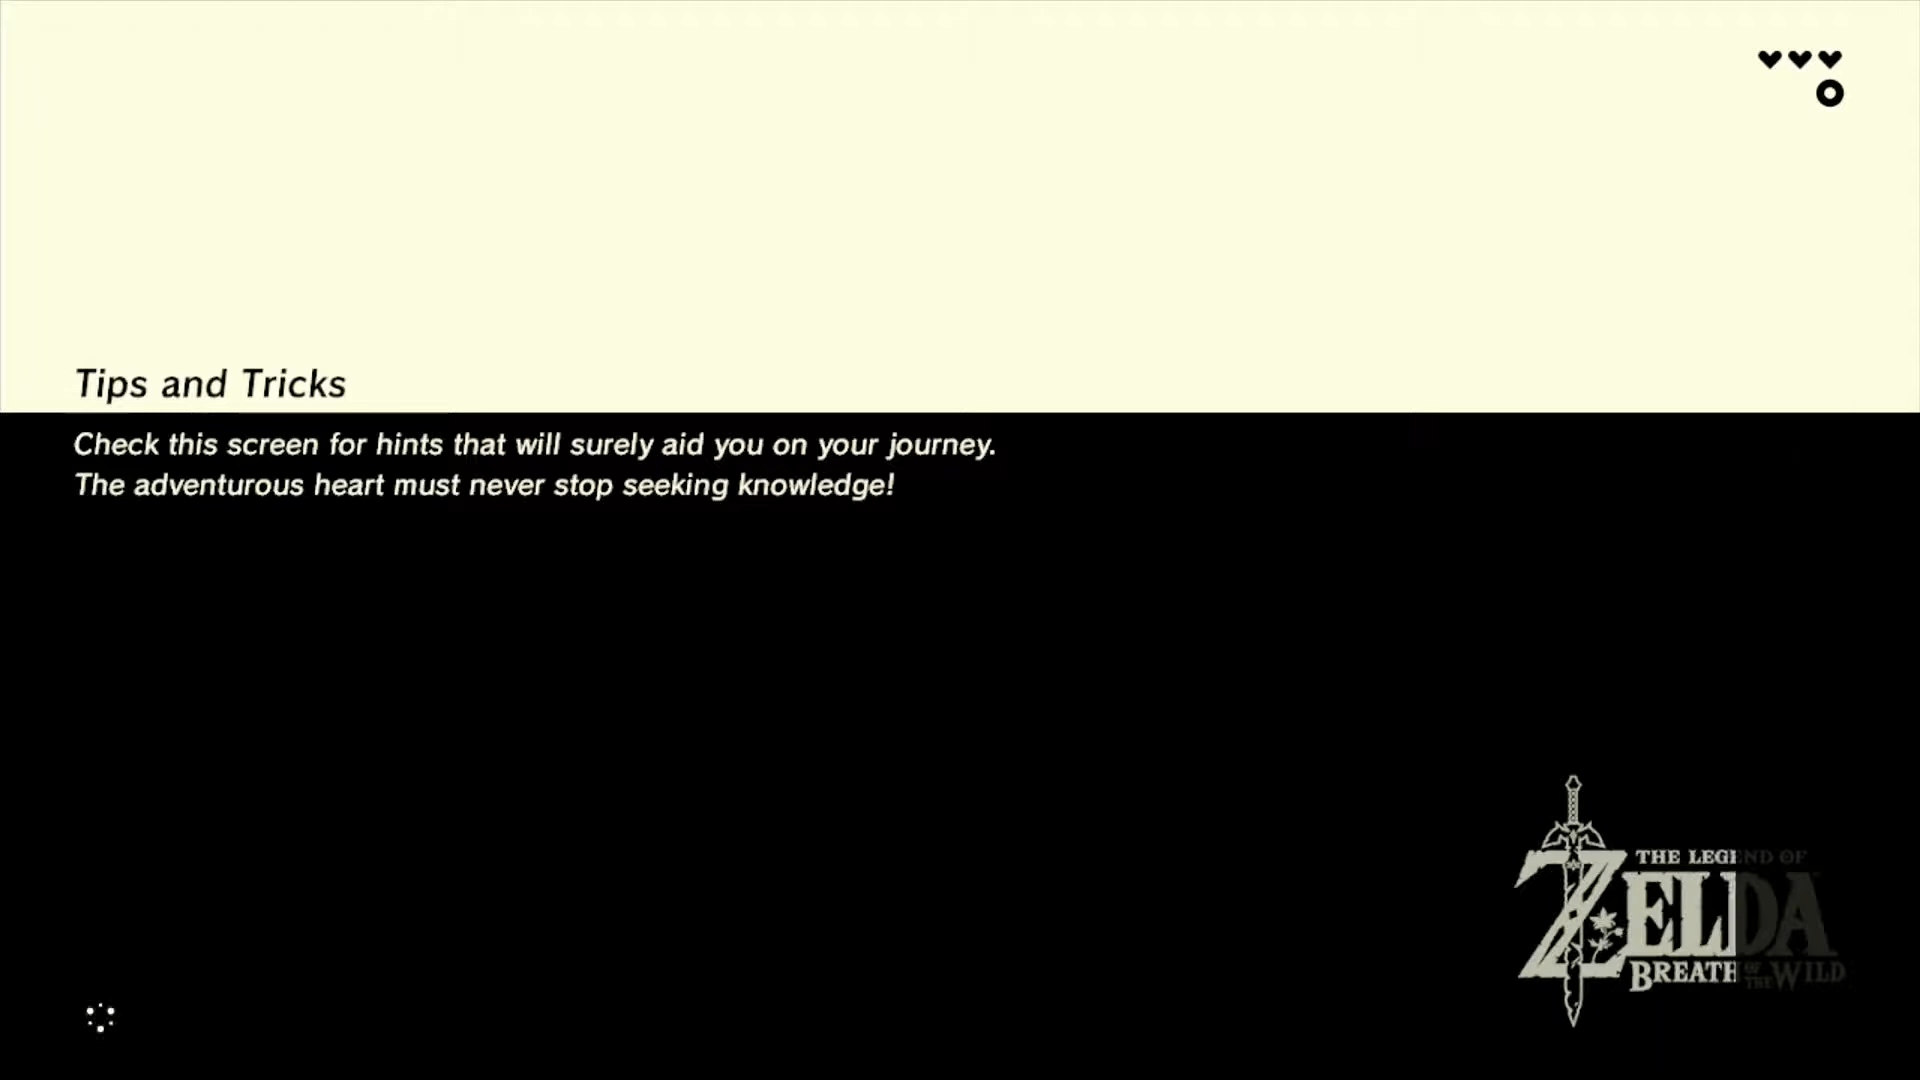 Tips and Tricks
Check this screen for hints that will surely aid you on your journey.
The adventurous heart must never stop seeking knowledge!
THE LEGEND OF
ZELDA
BREATH OF THE WILD